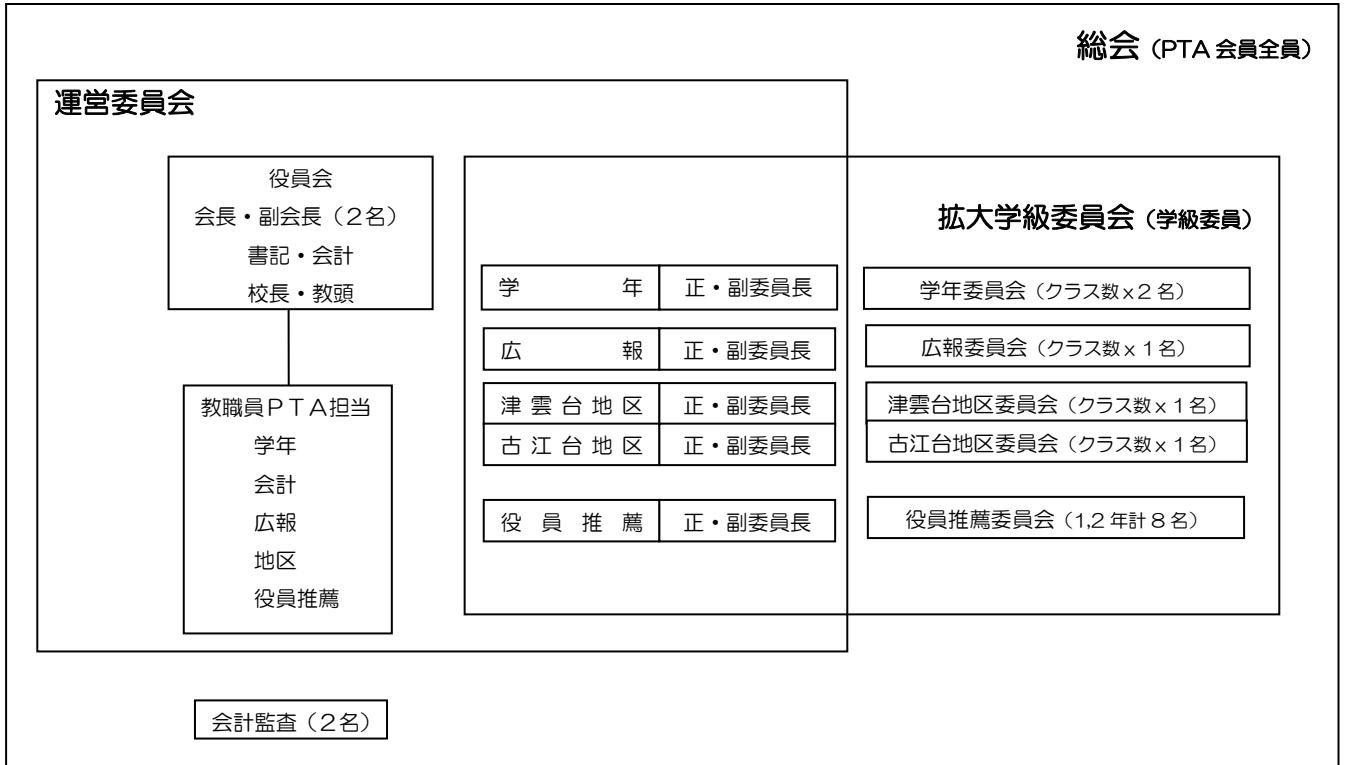 総会（PTA会員全員）
運営委員会
役員会
会長・副会長（２名）
書記・会計
校長・教頭
教職員ＰＴＡ担当
学年
会計
広報
地区
役員推薦
拡大学級委員会（学級委員）
学年 正・副委員長 学年委員会（クラス数ｘ２名）
広報 正・副委員長 広報委員会（クラス数ｘ１名）
津雲台地区 正・副委員長 津雲台地区委員会（クラス数ｘ１名）
古江台地区 正・副委員長 古江台地区委員会（クラス数ｘ１名）
役員推薦 正・副委員長 役員推薦委員会（1,2年計８名）
会計監査（２名）